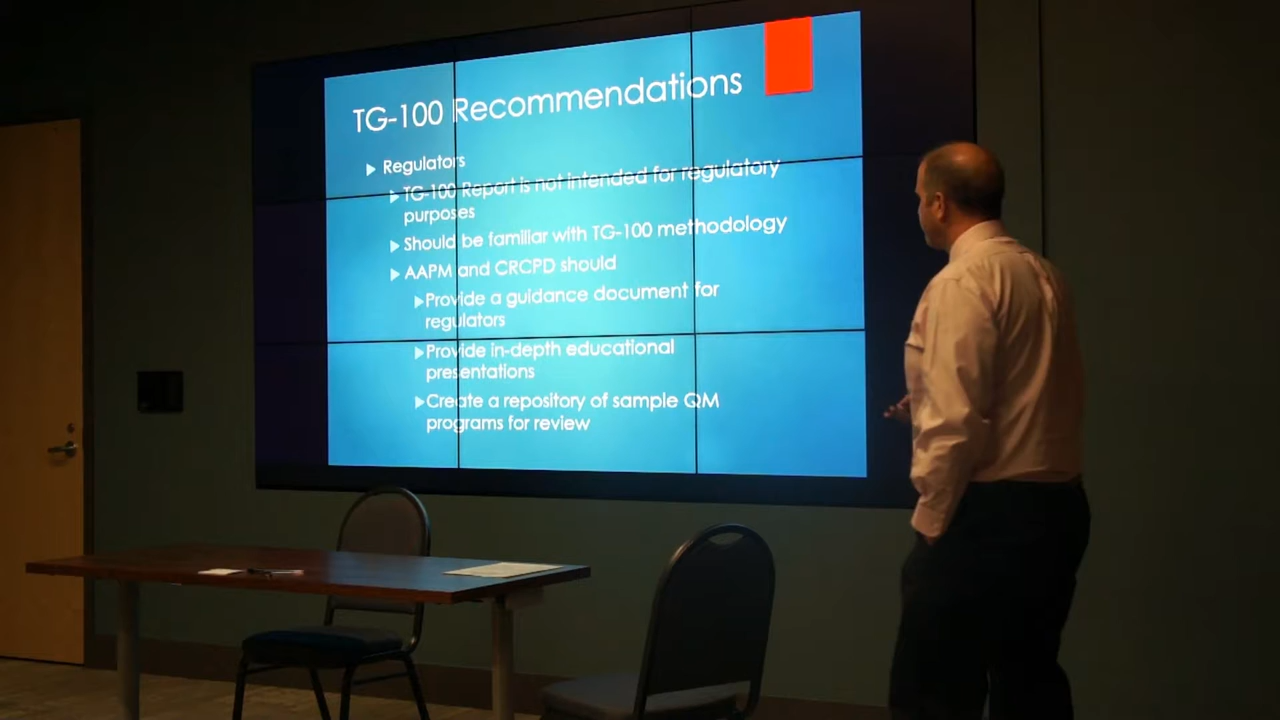 TG-100 Recommendations
Regulators
TG-100 Report is not intended for regulatory
purposes
Should be familiar with TG-100 methodology
AAPM and CRCPD should
Provide a guidance document for
regulators
Provide in-depth educational
presentations
Create a repository of sample QM
programs for review